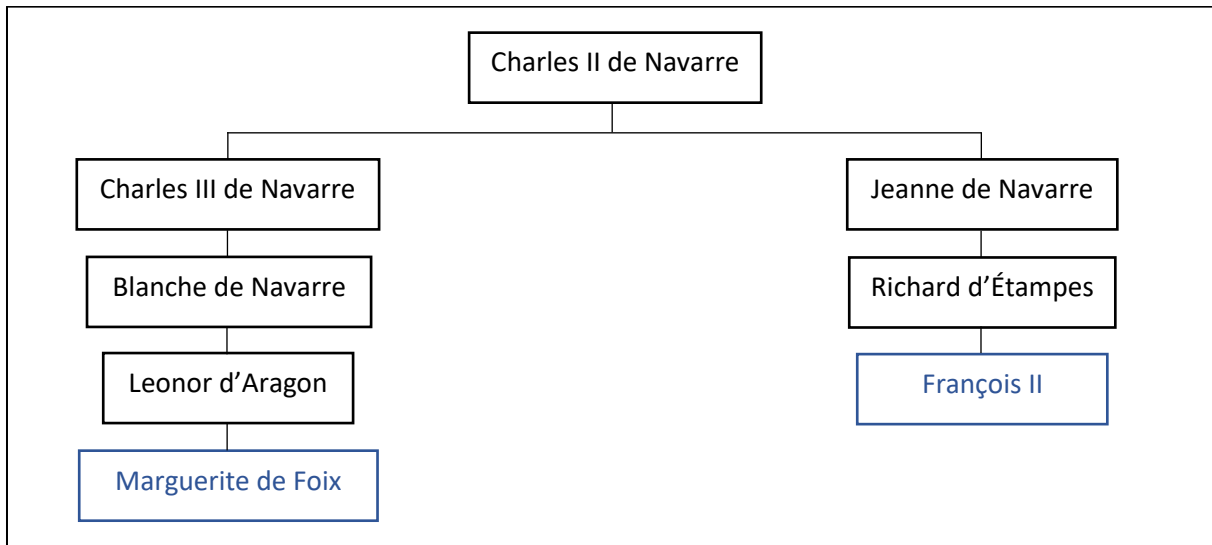 Charles II de Navarre
Charles III de Navarre
Jeanne de Navarre
Blanche de Navarre
Richard d’Étampes
Leonor d’Aragon
François II
Marguerite de Foix